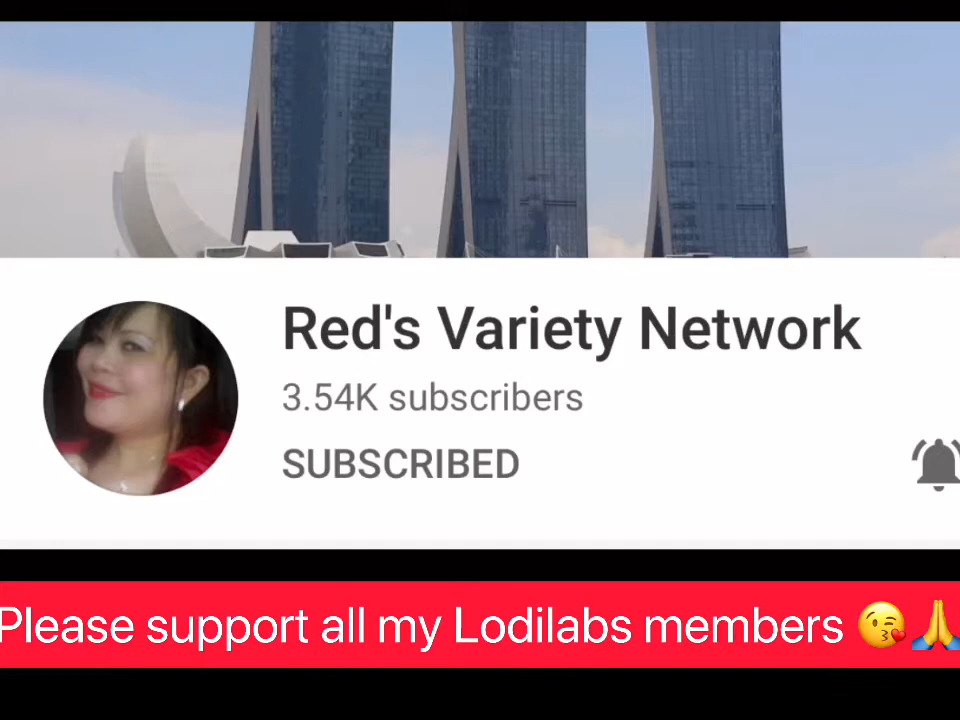 Red's Variety Network
3.54K subscribers
SUBSCRIBED
Please support all my Lodilabs members 😘🙏